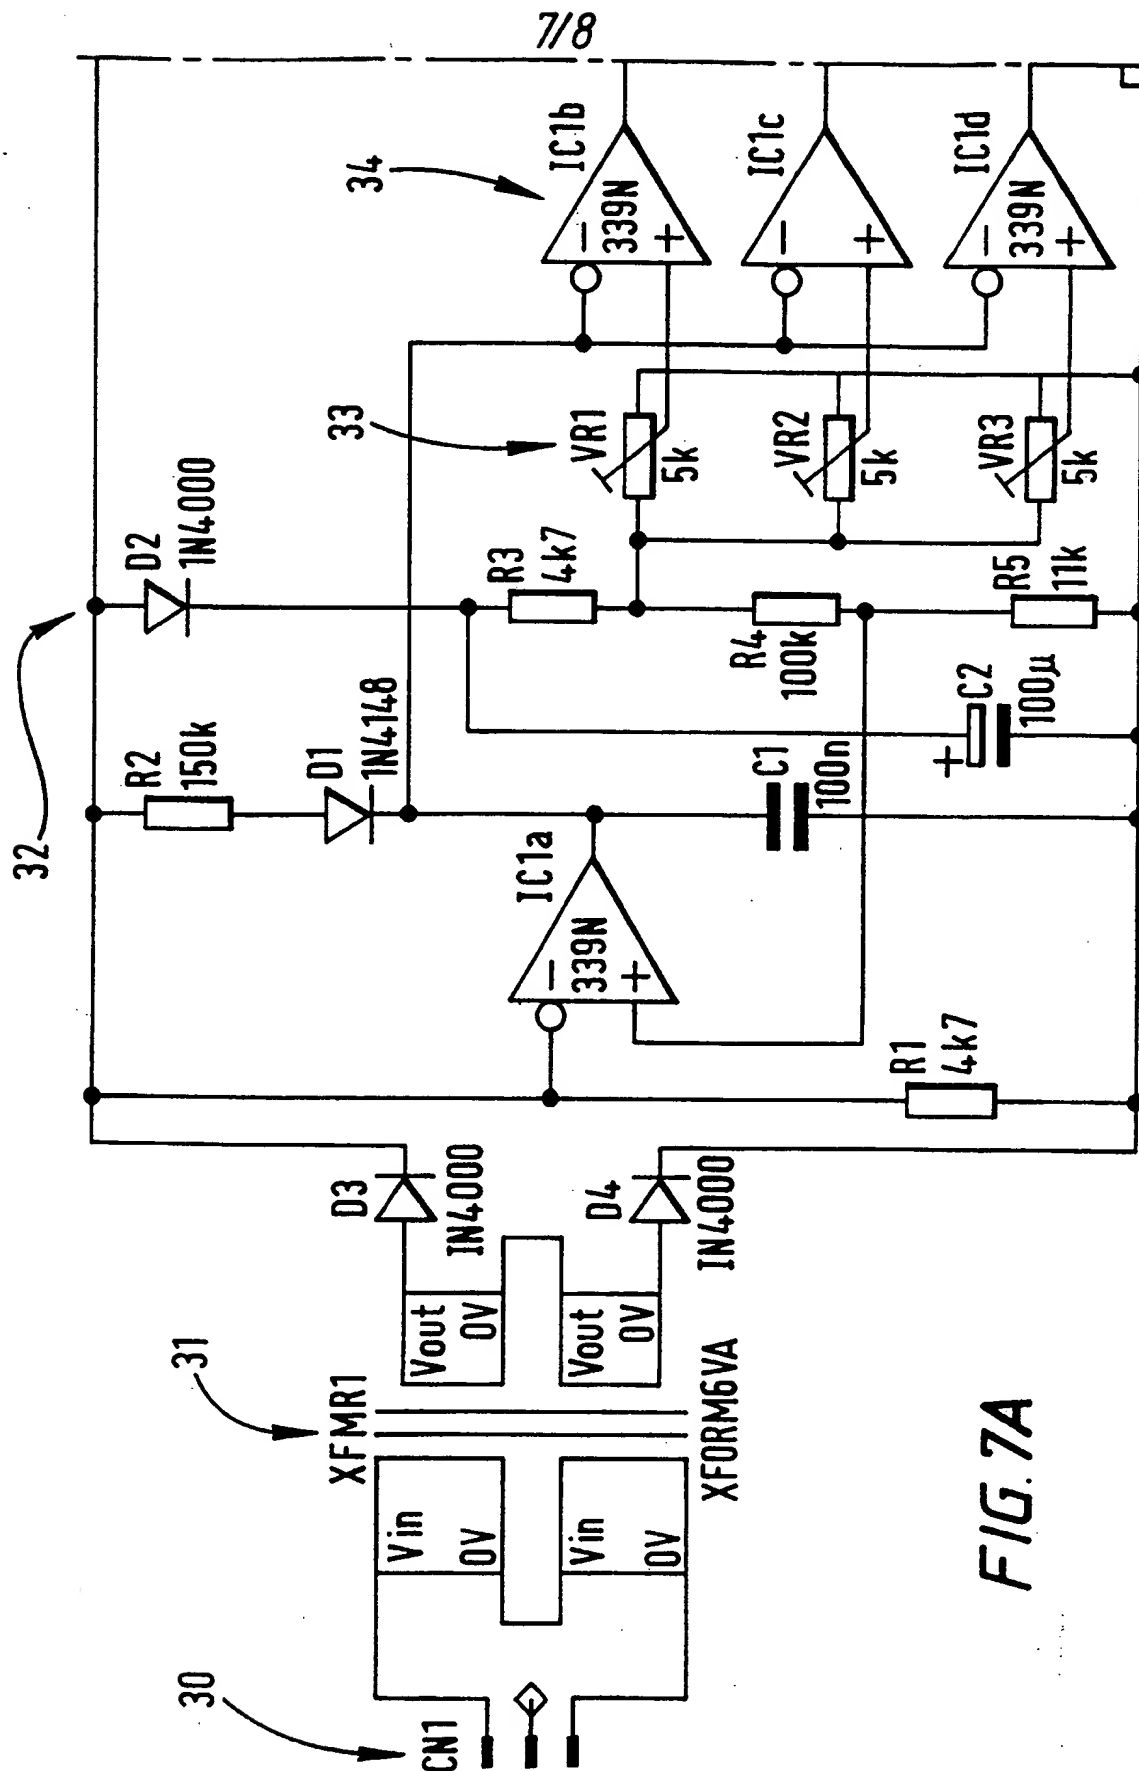 7/8
32
33
34
D2
1N4000
R2
150k
D1
1N4148
R3
4k7
VR1
5k
VR2
5k
VR3
5k
IC1b
339N
−
+
IC1c
−
+
IC1d
339N
−
+
IC1a
339N
−
+
R4
100k
R5
11k
C1
100n
C2
100µ
+
R1
4k7
D3
IN4000
D4
IN4000
31
XFMR1
Vout
0V
Vout
0V
Vin
0V
Vin
0V
XFORM6VA
30
CN1
FIG. 7A